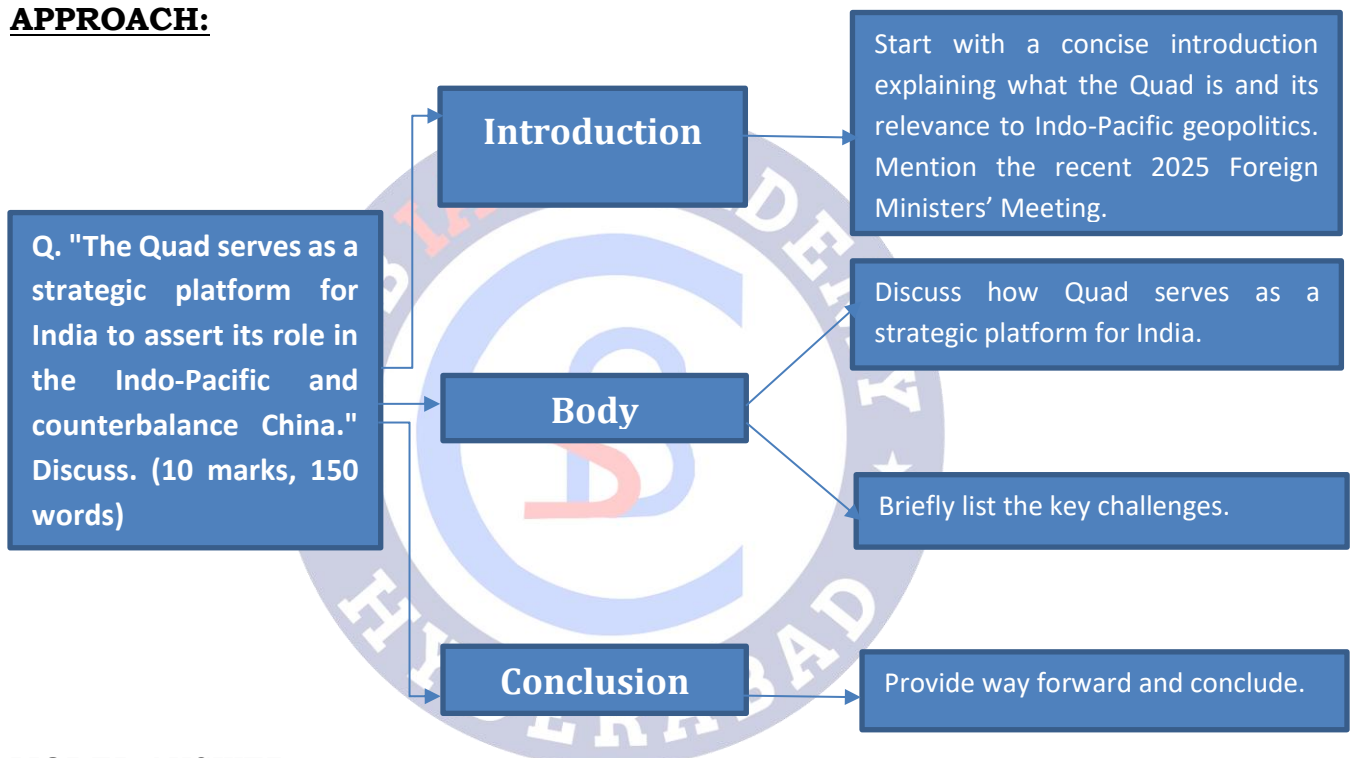 APPROACH:
Start with a concise introduction
explaining what the Quad is and its
relevance to Indo-Pacific geopolitics.
Mention the recent 2025 Foreign
Ministers’ Meeting.
Introduction
Q. "The Quad serves as a
strategic platform for
India to assert its role in
the Indo-Pacific and
counterbalance China."
Discuss. (10 marks, 150
words)
Discuss how Quad serves as a
strategic platform for India.
Body
Briefly list the key challenges.
Conclusion
Provide way forward and conclude.
HYDERABAD